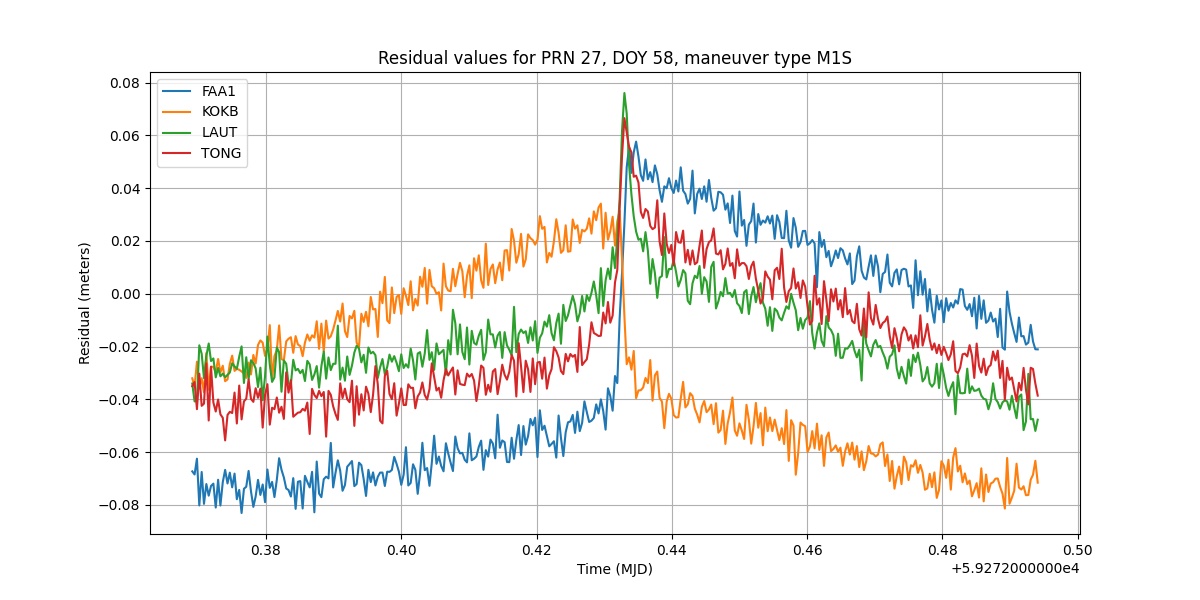 Residual values for PRN 27, DOY 58, maneuver type M1S
FAA1
KOKB
LAUT
TONG
Residual (meters)
0.08
0.06
0.04
0.02
0.00
−0.02
−0.04
−0.06
−0.08
0.38 0.40 0.42 0.44 0.46 0.48 0.50
Time (MJD)
+5.9272000000e4